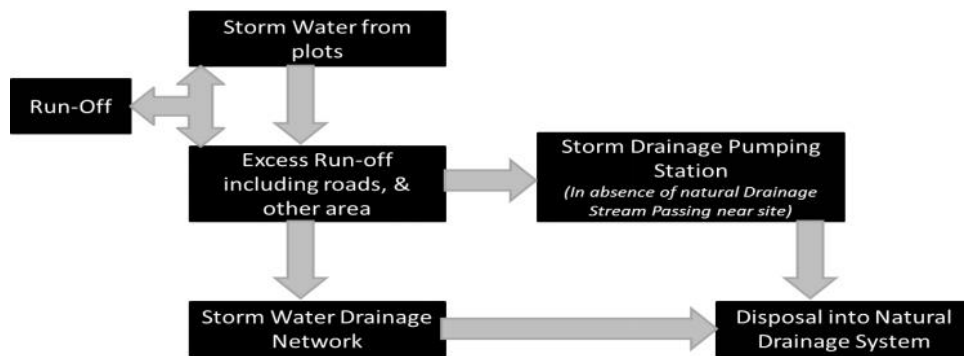 Storm Water from
plots
Run-Off
Excess Run-off
including roads, &
other area
Storm Drainage Pumping
Station
(In absence of natural Drainage
Stream Passing near site)
Storm Water Drainage
Network
Disposal into Natural
Drainage System